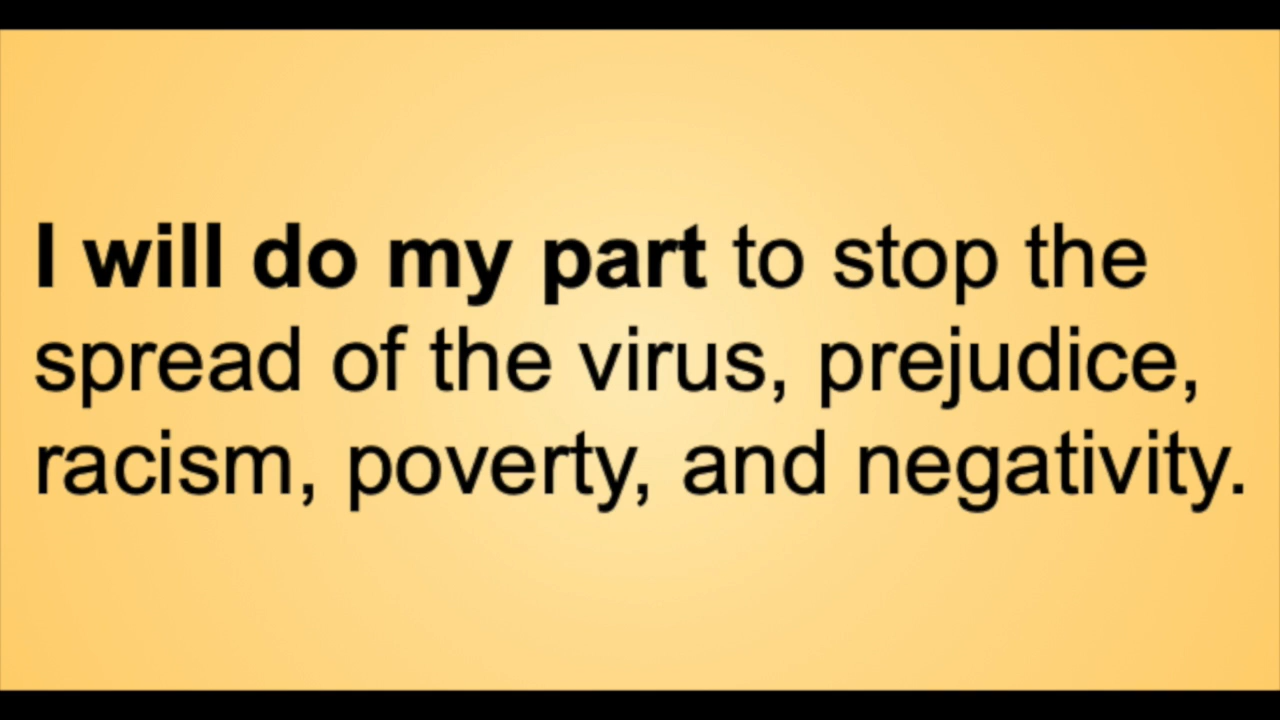 I will do my part to stop the
spread of the virus, prejudice,
racism, poverty, and negativity.